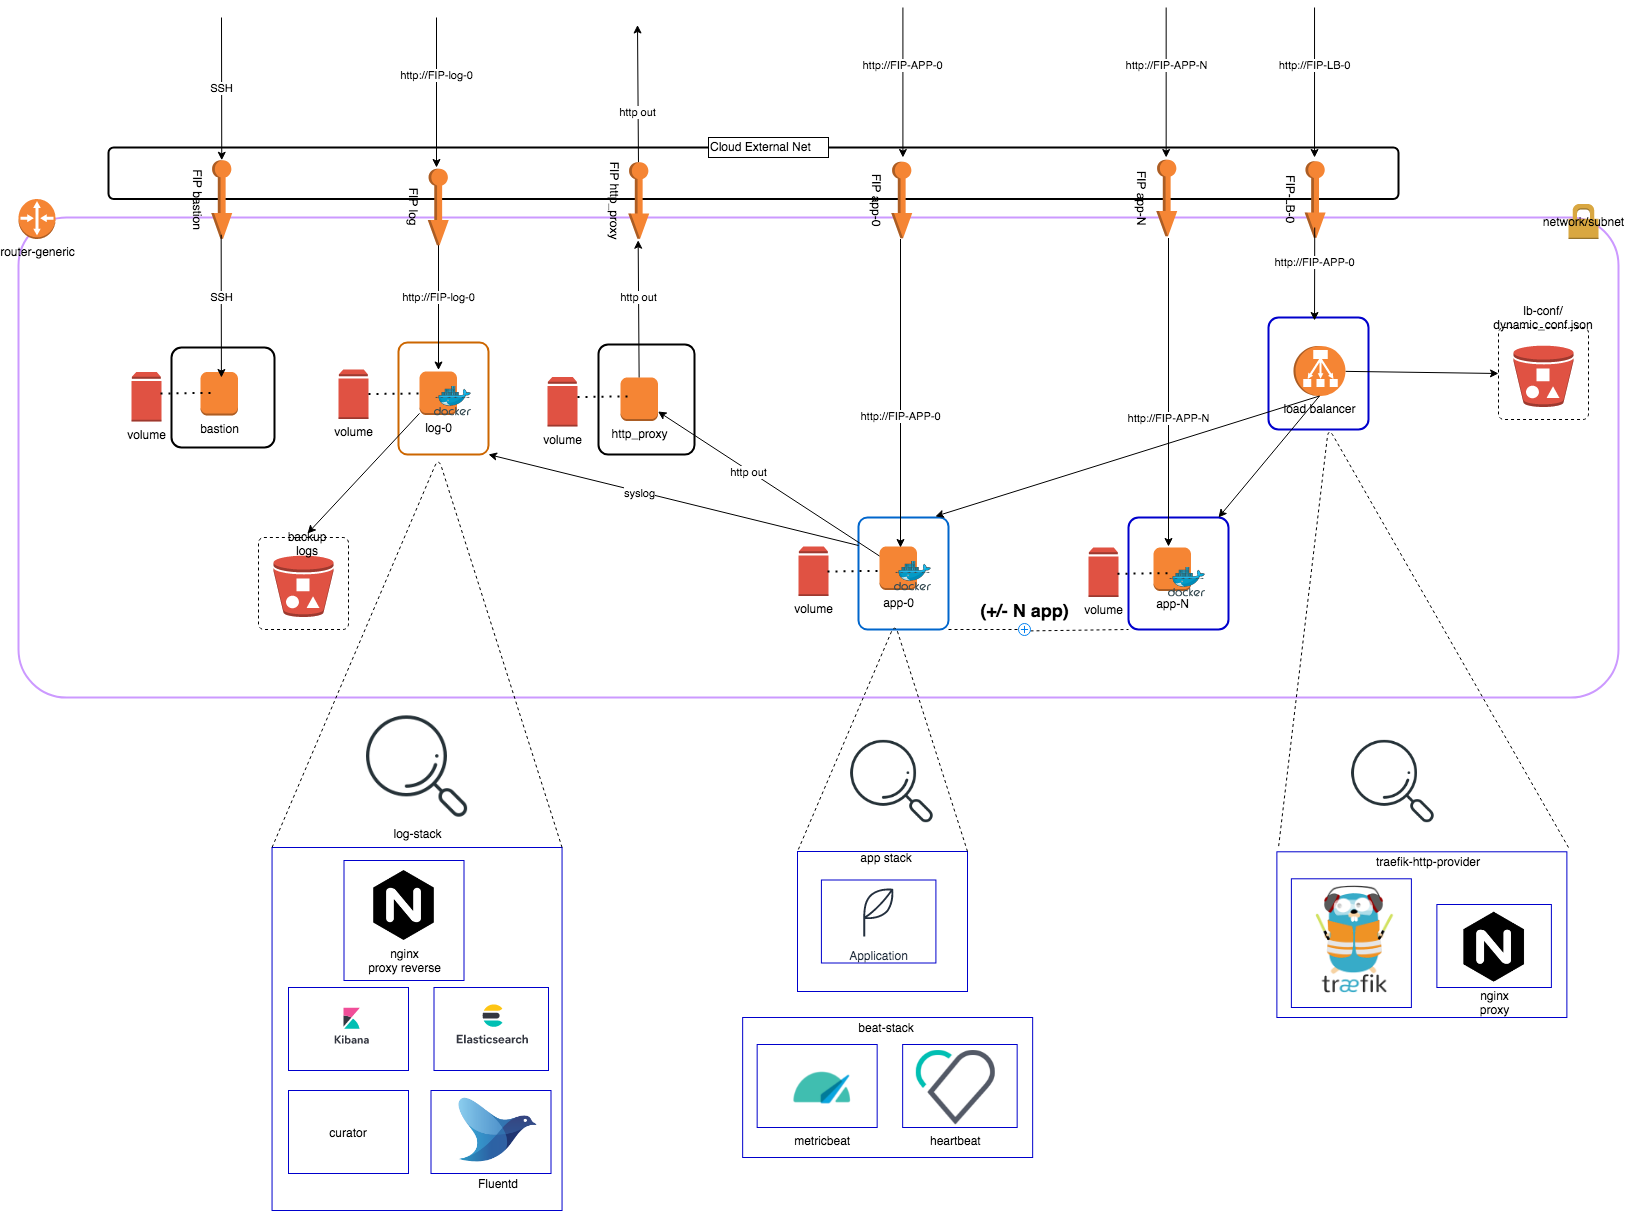 SSH
http://FIP-log-0
http out
http://FIP-APP-0
http://FIP-APP-N
http://FIP-LB-0
Cloud External Net
FIP bastion
FIP log
FIP http_proxy
FIP app-0
FIP app-N
FIP-LB-0
router-generic
network/subnet
SSH
http://FIP-log-0
http out
http://FIP-APP-0
lb-conf/
dynamic_conf.json
volume
bastion
volume
docker
log-0
volume
http_proxy
http://FIP-APP-0
http://FIP-APP-N
load balancer
http out
syslog
backup
logs
volume
docker
app-0
(+/- N app)
volume
docker
app-N
log-stack
nginx
proxy reverse
Kibana
Elasticsearch
curator
Fluentd
app stack
Application
beat-stack
metricbeat
heartbeat
traefik-http-provider
træfik
nginx
proxy